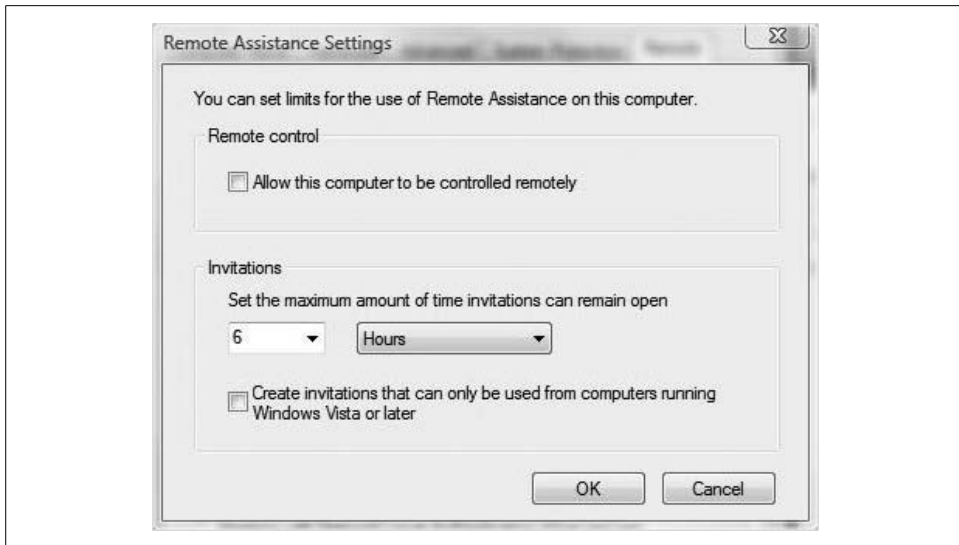 Remote Assistance Settings
You can set limits for the use of Remote Assistance on this computer.
Remote control
Allow this computer to be controlled remotely
Invitations
Set the maximum amount of time invitations can remain open
6
Hours
Create invitations that can only be used from computers running
Windows Vista or later
OK
Cancel